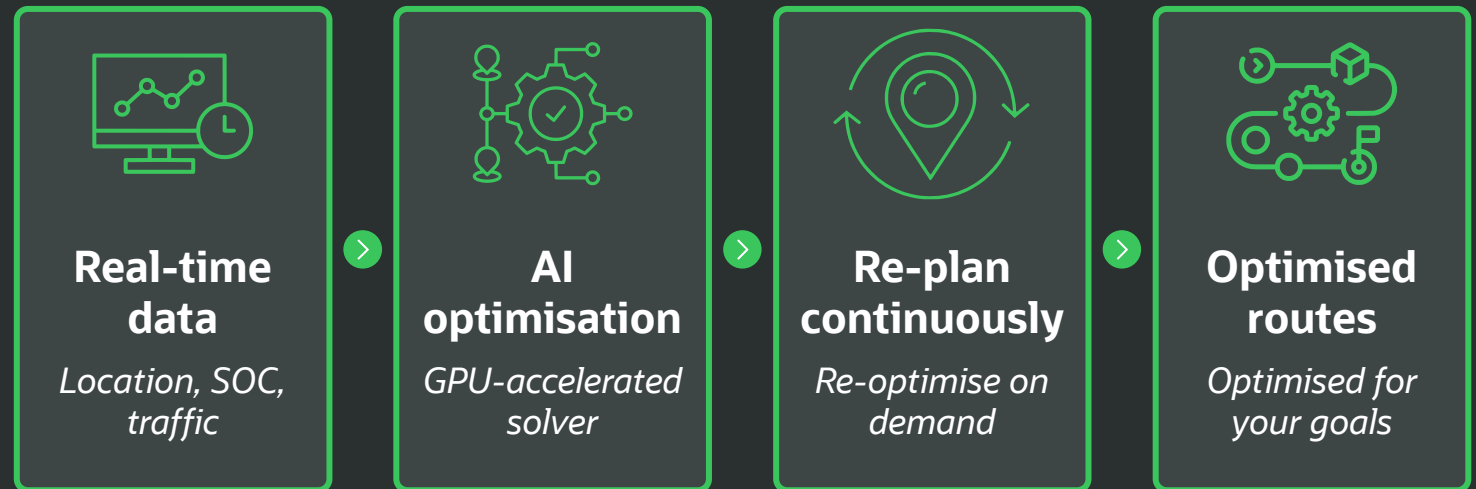 Real-time
data
Location, SOC,
traffic
AI
optimisation
GPU-accelerated
solver
Re-plan
continuously
Re-optimise on
demand
Optimised
routes
Optimised for
your goals